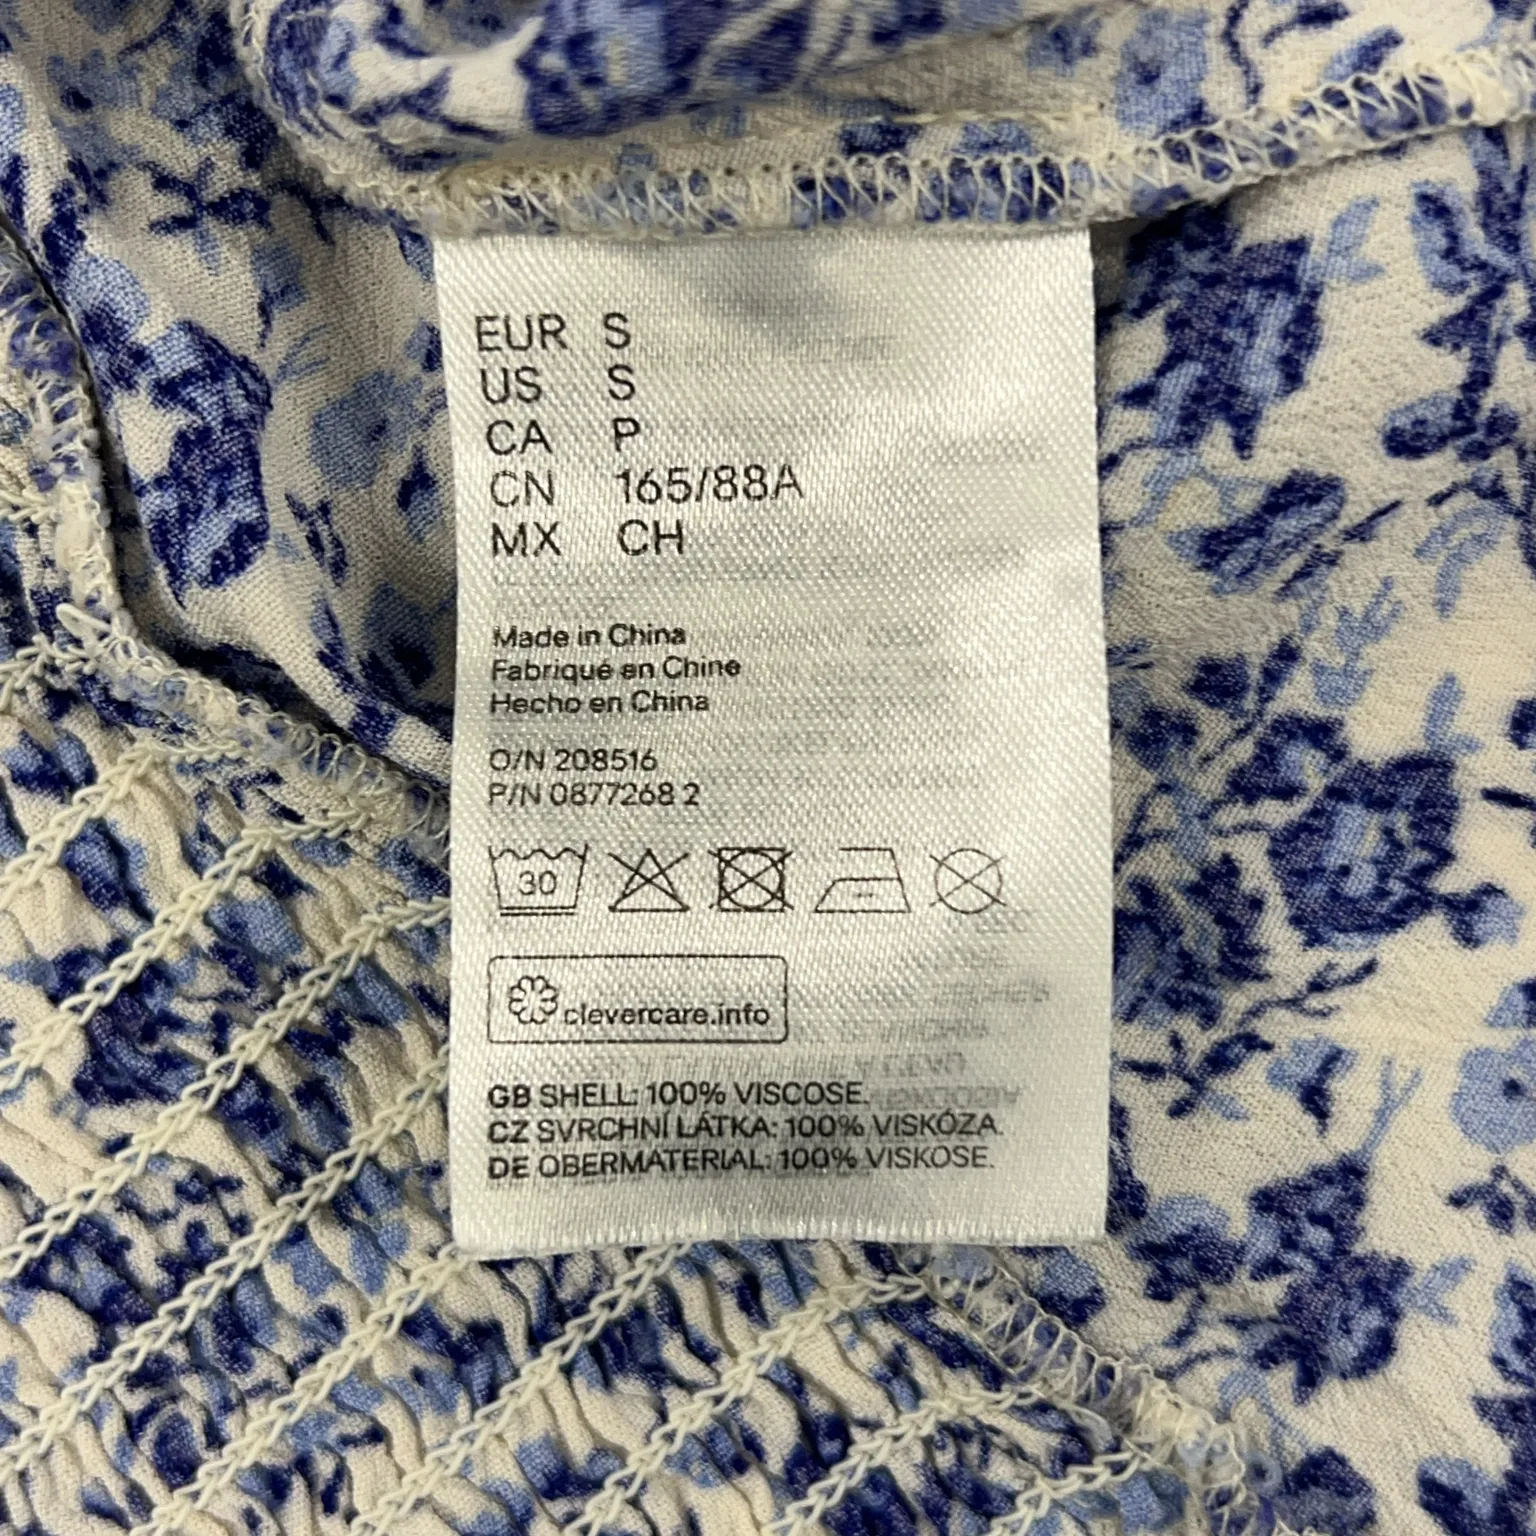 EUR S
US S
CA P
CN 165/88A
MX CH
Made in China
Fabriqué en Chine
Hecho en China
O/N 208516
P/N 0877268 2
30
clevercare.info
GB SHELL: 100% VISCOSE.
CZ SVRCHNÍ LÁTKA: 100% VISKÓZA.
DE OBERMATERIAL: 100% VISKOSE.